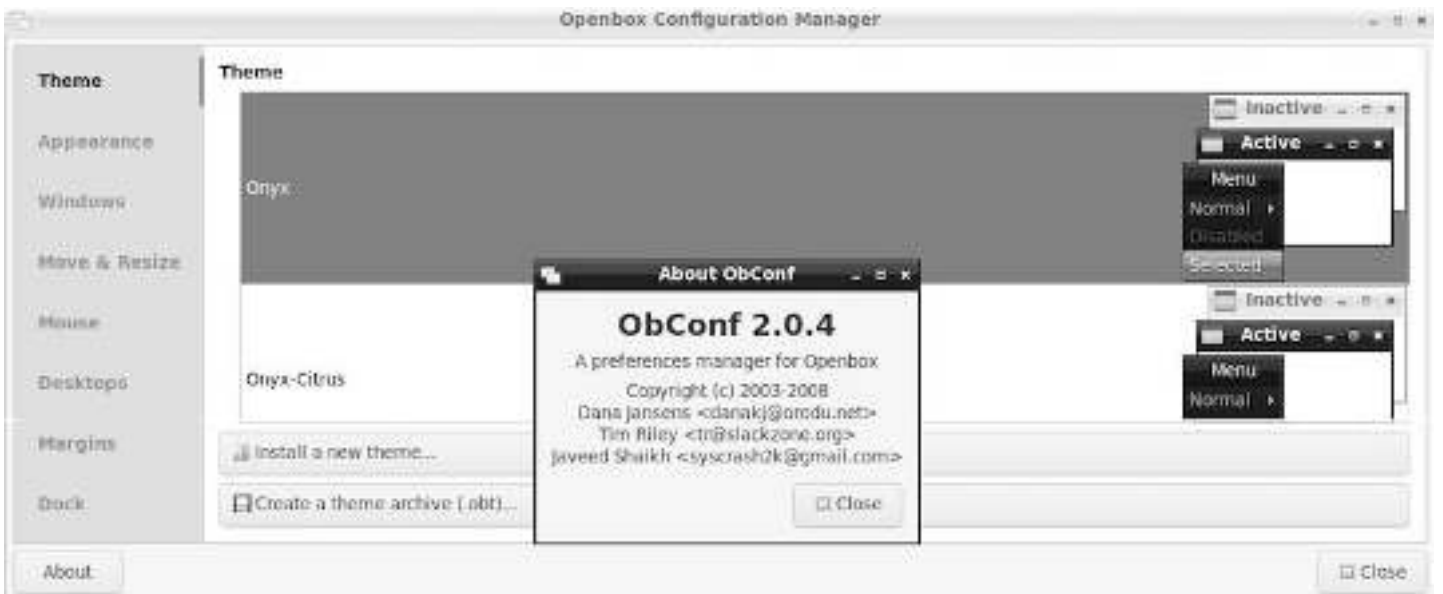 Openbox Configuration Manager
Theme
Appearance
Windows
Move & Resize
Mouse
Desktops
Margins
Dock
Theme
Onyx
Inactive
Active
Menu
Normal
Disabled
Selected
Onyx-Citrus
Inactive
Active
Menu
Normal
Install a new theme...
Create a theme archive (.obt)...
About ObConf
ObConf 2.0.4
A preferences manager for Openbox
Copyright (c) 2003-2008
Dana Jansens <danakj@orodu.net>
Tim Riley <tr@slackzone.org>
Javeed Shaikh <syscrash2k@gmail.com>
Close
About
Close